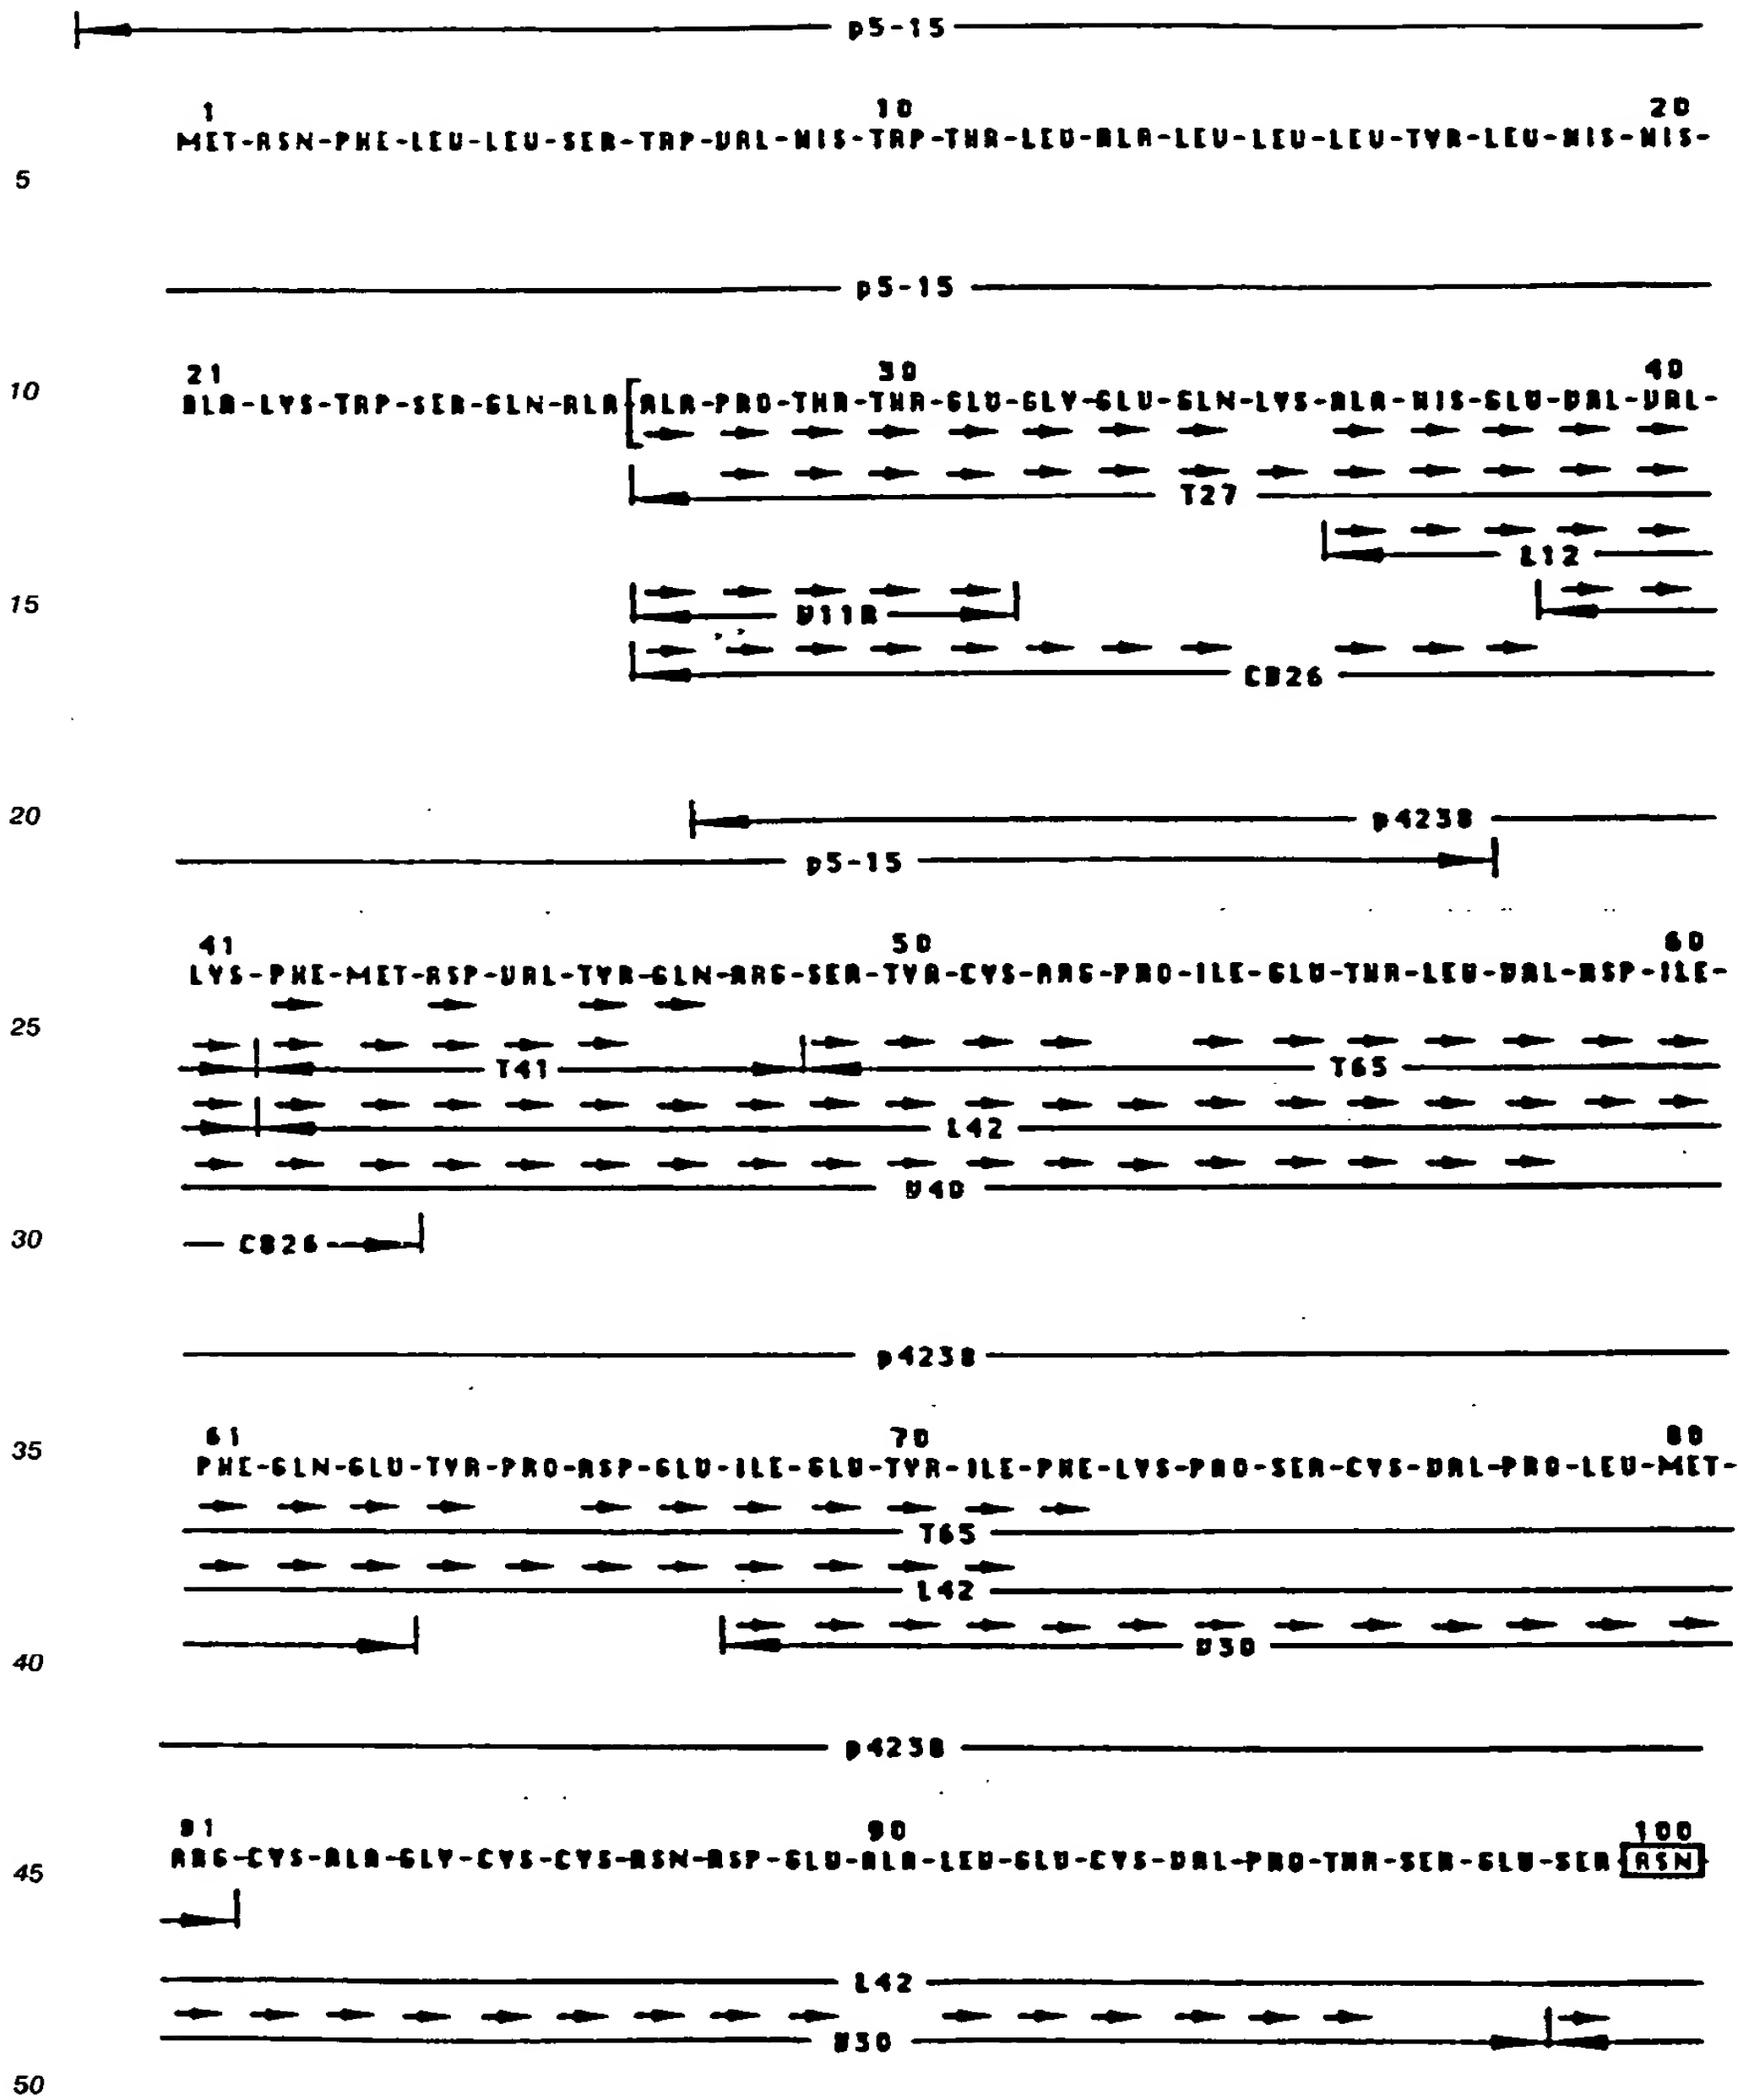 p5-15
1 10 20
MET-ASN-PHE-LEU-LEU-SER-TRP-VAL-HIS-TRP-THR-LEU-ALA-LEU-LEU-LEU-TYR-LEU-HIS-HIS-
5
p5-15
21 30 40
10
ALA-LYS-TRP-SER-GLN-ALA[ALA-PRO-THR-THR-GLU-GLY-GLU-GLN-LYS-ALA-HIS-GLU-VAL-VAL-
T27
L12
15
V11A
CB26
20
p4238
p5-15
41 50 60
LYS-PHE-MET-ASP-VAL-TYR-GLN-ARG-SER-TYR-CYS-ARG-PRO-ILE-GLU-THR-LEU-VAL-ASP-ILE-
25
T41 T65
L42
V40
30
CB26
p4238
61 70 80
35
PHE-GLN-GLU-TYR-PRO-ASP-GLU-ILE-GLU-TYR-ILE-PHE-LYS-PRO-SER-CYS-VAL-PRO-LEU-MET-
T65
L42
V30
40
p4238
81 90 100
ARG-CYS-ALA-GLY-CYS-CYS-ASN-ASP-GLU-ALA-LEU-GLU-CYS-VAL-PRO-THR-SER-GLU-SER-ASN-
45
L42
V30
50